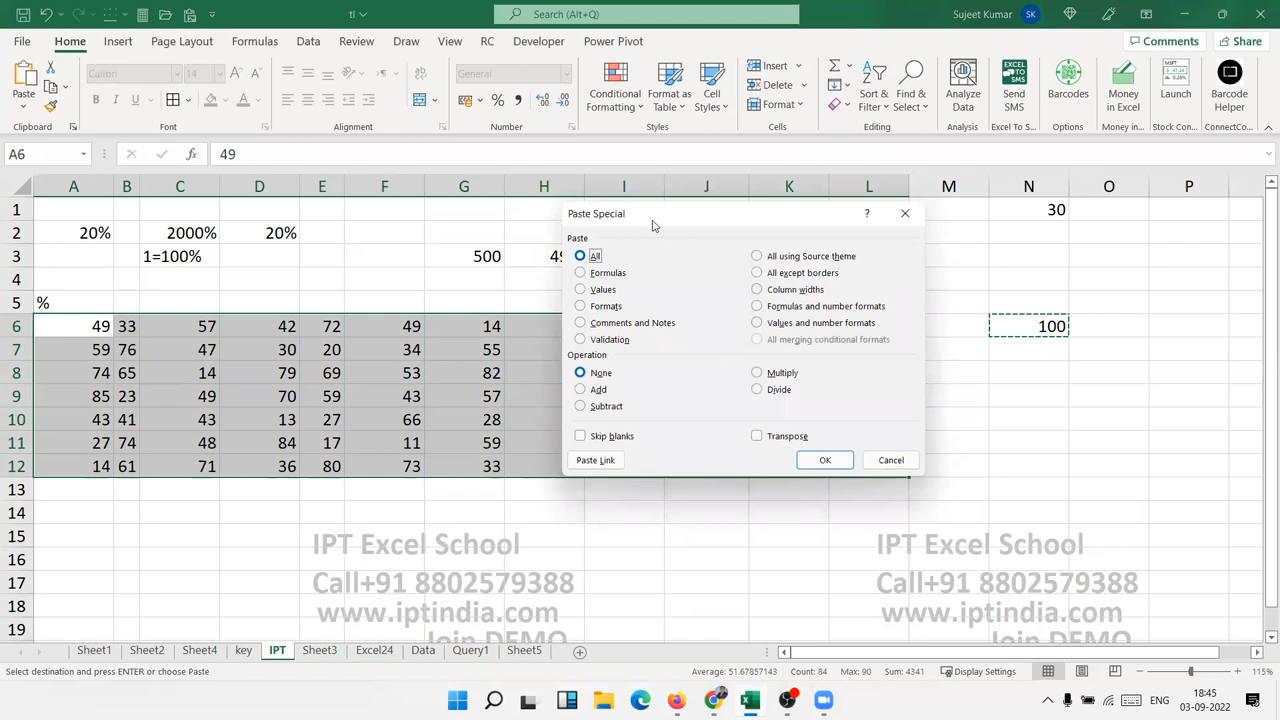 tl
Search (Alt+Q)
Sujeet Kumar
SK
File Home Insert Page Layout Formulas Data Review View Draw RC Developer Power Pivot
Comments
Share
Paste
Calibri
14
General
Conditional Formatting
Format as Table
Cell Styles
Insert
Delete
Format
Sort & Filter
Find & Select
Analyze Data
Send SMS
Barcodes
Money in Excel
Launch
Barcode Helper
Clipboard Font Alignment Number Styles Cells Editing Analysis Excel To S... Options Money in... Stock Con... ConnectCo...
A6
fx
49
A B C D E F G H I J K L M N O P
1 30
2 20% 2000% 20%
3 1=100% 500
4
5 %
6 49 33 57 42 72 49 14 100
7 59 76 47 30 20 34 55
8 74 65 14 79 69 53 82
9 85 23 49 70 59 43 57
10 43 41 43 13 27 66 28
11 27 74 48 84 17 11 59
12 14 61 71 36 80 73 33
13
14
15
16
17
18
19
Paste Special
?
Paste
All
All using Source theme
Formulas
All except borders
Values
Column widths
Formats
Formulas and number formats
Comments and Notes
Values and number formats
Validation
All merging conditional formats
Operation
None
Multiply
Add
Divide
Subtract
Skip blanks
Transpose
Paste Link
OK
Cancel
IPT Excel School
Call+91 8802579388
www.iptindia.com
Join DEMO
IPT Excel School
Call+91 8802579388
www.iptindia.com
Join DEMO
Sheet1 Sheet2 Sheet4 key IPT Sheet3 Excel24 Data Query1 Sheet5
Select destination and press ENTER or choose Paste
Average: 51.67857143 Count: 84 Max: 90 Sum: 4341
Display Settings
115%
ENG
18:45
03-09-2022